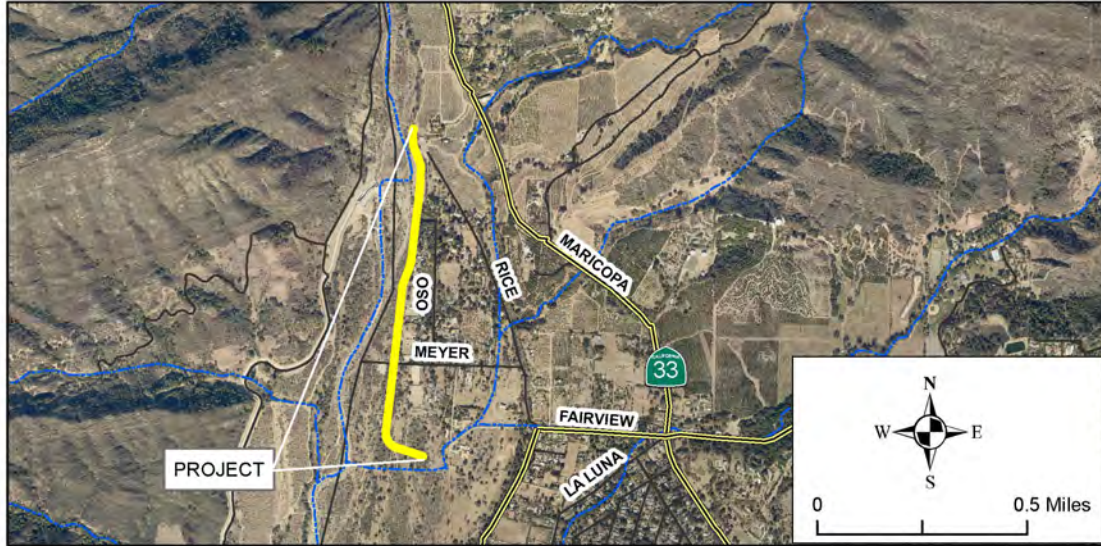 MARICOPA
RICE
OSO
MEYER
CALIFORNIA
33
FAIRVIEW
LA LUNA
PROJECT
N
W E
S
0 0.5 Miles